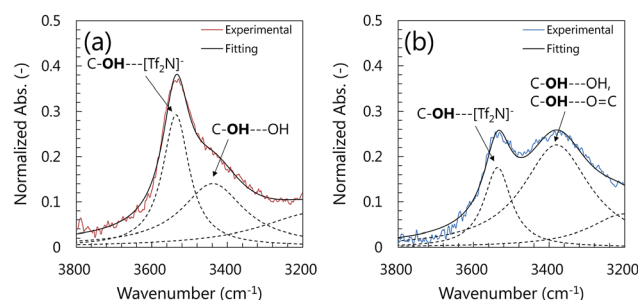 (a)
Experimental
Fitting
C-OH---[Tf₂N]⁻
C-OH---OH
Normalized Abs. (-)
0.5
0.4
0.3
0.2
0.1
0
3800 3600 3400 3200
Wavenumber (cm⁻¹)
(b)
Experimental
Fitting
C-OH---OH,
C-OH---O=C
C-OH---[Tf₂N]⁻
Normalized Abs. (-)
0.5
0.4
0.3
0.2
0.1
0
3800 3600 3400 3200
Wavenumber (cm⁻¹)